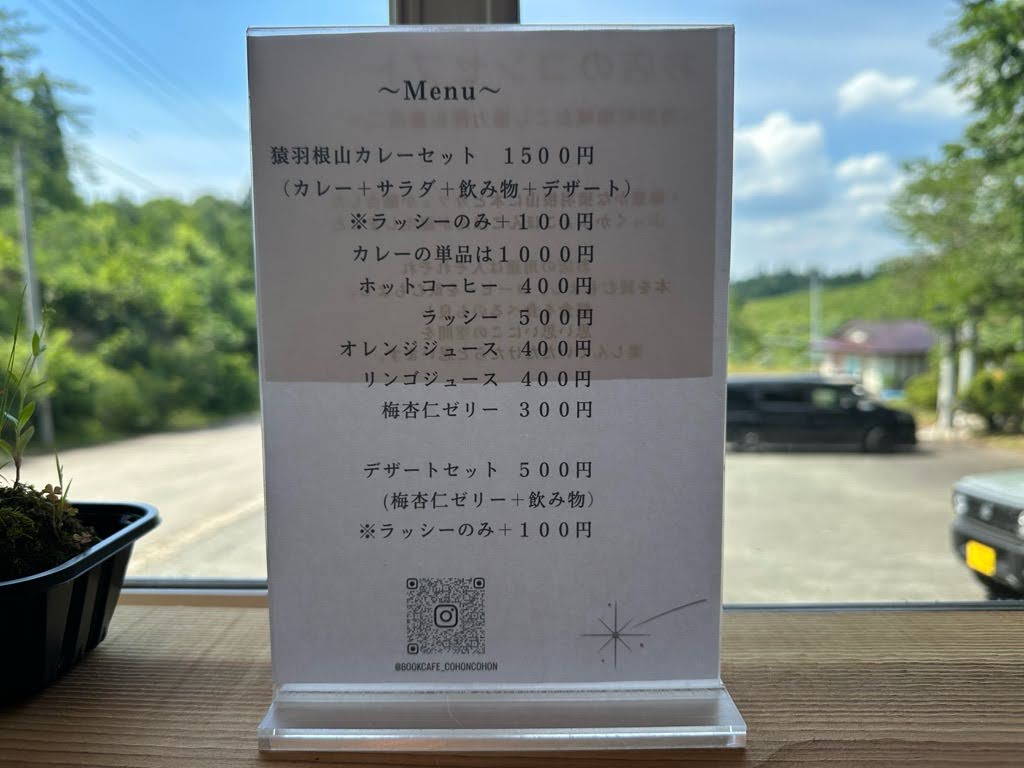 ～Menu～
猿羽根山カレーセット　１５００円
（カレー＋サラダ＋飲み物＋デザート）
※ラッシーのみ＋１００円
カレーの単品は１０００円
ホットコーヒー　４００円
ラッシー　５００円
オレンジジュース　４００円
リンゴジュース　４００円
梅杏仁ゼリー　３００円
デザートセット　５００円
(梅杏仁ゼリー＋飲み物）
※ラッシーのみ＋１００円
@BOOKCAFE_COHONCOHON